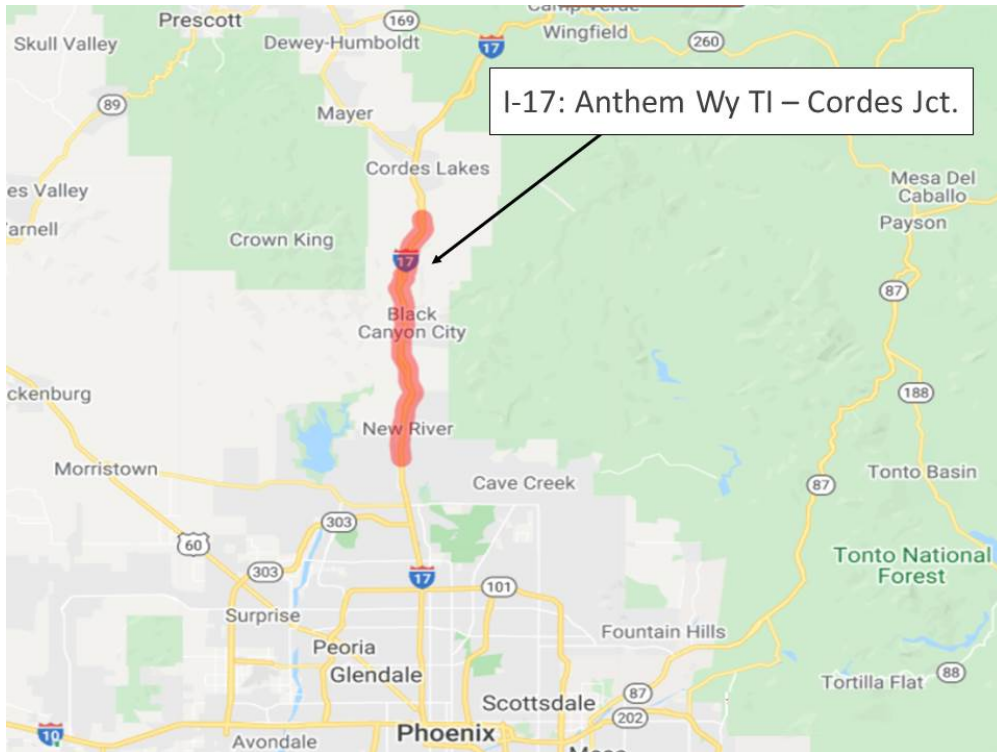 Prescott
169
Wingfield
Skull Valley
Dewey-Humboldt
17
260
89
I-17: Anthem Wy TI – Cordes Jct.
Mayer
Cordes Lakes
Mesa Del
Caballo
es Valley
Payson
Crown King
17
87
Black
Canyon City
ckenburg
188
New River
Morristown
Cave Creek
87
Tonto Basin
303
60
Tonto National
Forest
303
17
101
Surprise
Fountain Hills
Peoria
Glendale
Tortilla Flat
88
Scottsdale
87
202
10
Avondale
Phoenix